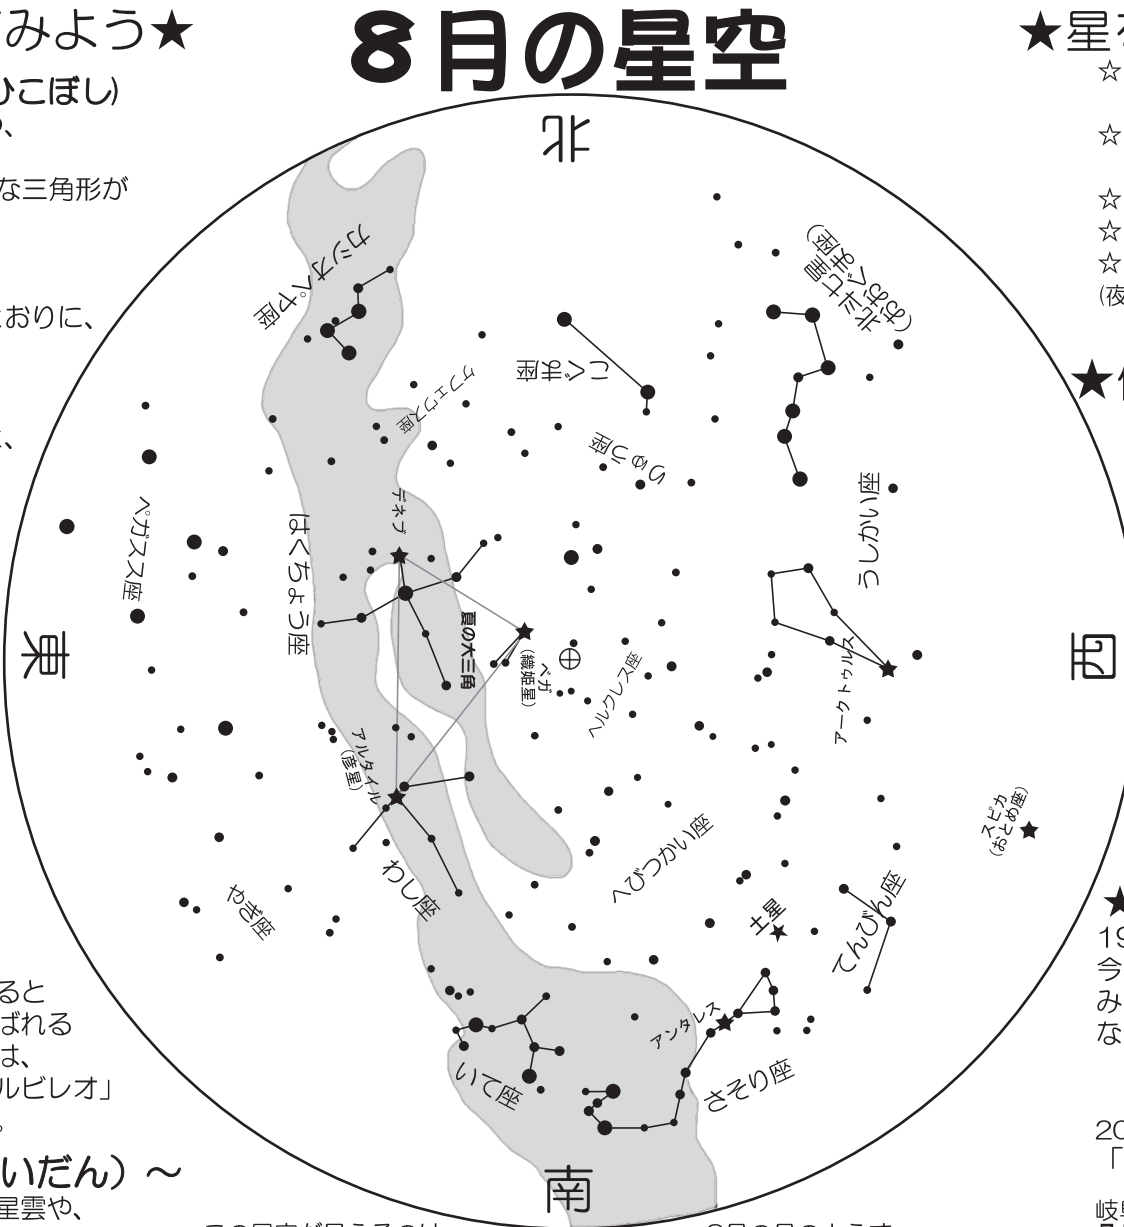 みよう★
8月の星空
★星
ひこぼし)
、
な三角形が
とおりに、
北
カシオペヤ座
ケフェウス座
こぐま座
りゅう座
北斗七星
(おおぐま座)
☆
☆
☆
☆
☆
(夜
★
ペガスス座
はくちょう座
デネブ
夏の大三角
ベガ
(織姫星)
ヘルクレス座
うしかい座
アークトゥルス
東
西
アルタイル
(彦星)
わし座
やぎ座
へびつかい座
スピカ
(おとめ座)
土星
てんびん座
アンタレス
さそり座
いて座
南
ると
ばれる
は、
ルビレオ」
。
いだん）～
星雲や、
★
19
今
み
な
20
「
岐